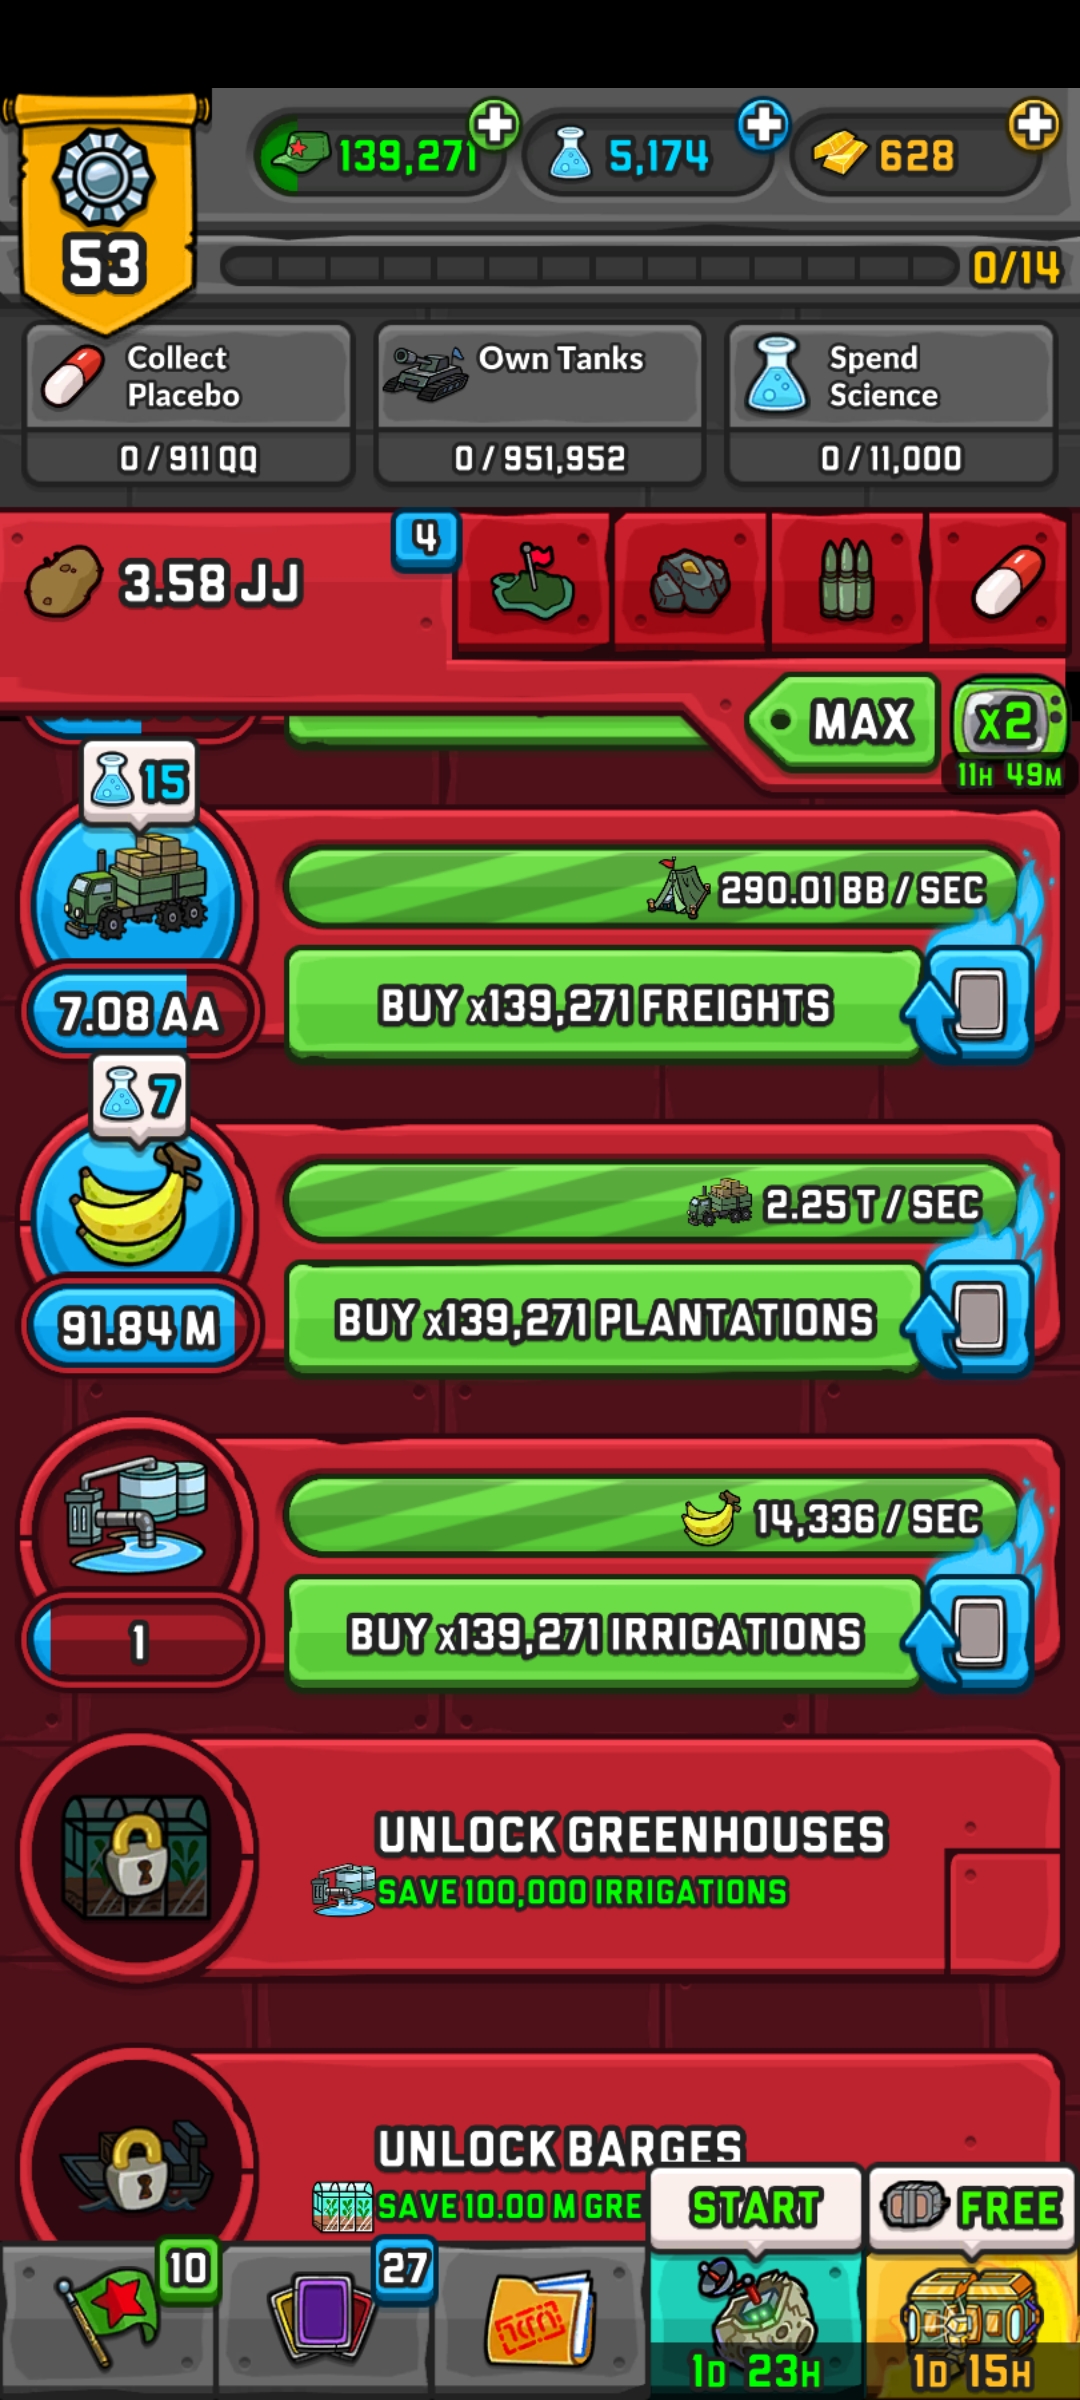 139,271
5,174
628
53
0/14
Collect Placebo
0 / 911 QQ
Own Tanks
0 / 951,952
Spend Science
0 / 11,000
3.58 JJ
4
MAX
x2
11H 49M
15
290.01 BB / SEC
7.08 AA
BUY x139,271 FREIGHTS
7
2.25 T / SEC
91.84 M
BUY x139,271 PLANTATIONS
14,336 / SEC
1
BUY x139,271 IRRIGATIONS
UNLOCK GREENHOUSES
SAVE 100,000 IRRIGATIONS
UNLOCK BARGES
SAVE 10.00 M GRE
START
FREE
10
27
1D 23H
1D 15H